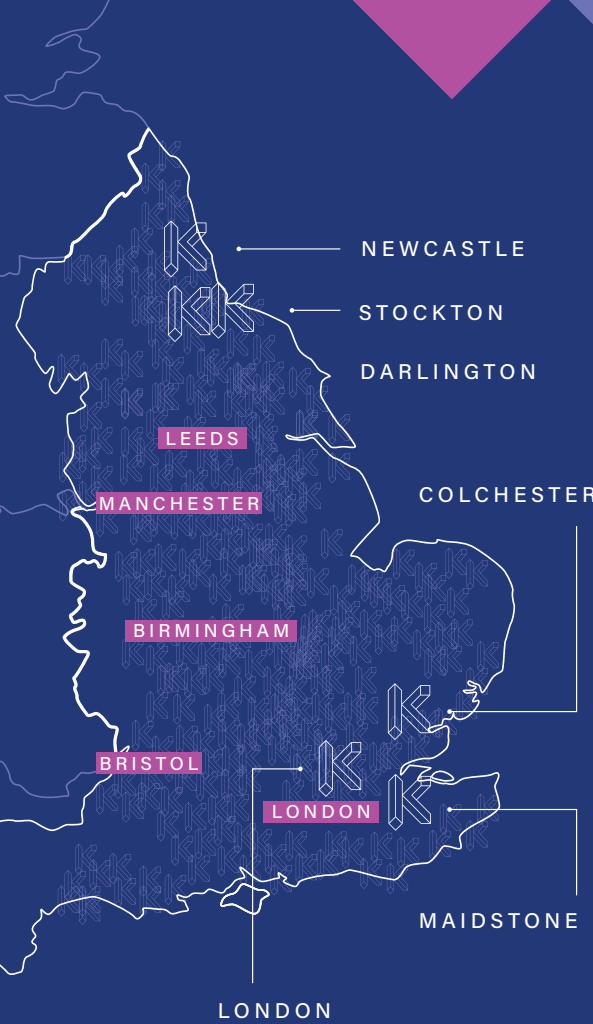 NEWCASTLE
STOCKTON
DARLINGTON
LEEDS
COLCHESTER
MANCHESTER
BIRMINGHAM
BRISTOL
LONDON
MAIDSTONE
LONDON